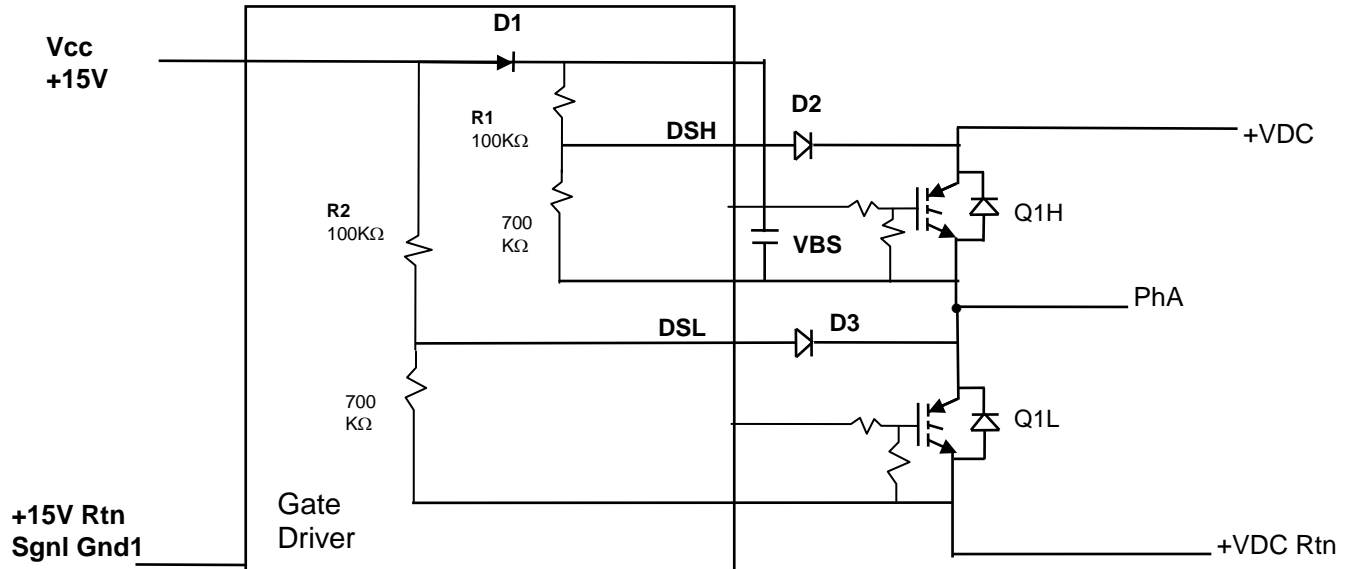 D1
Vcc
+15V
R1
100KΩ
DSH
D2
+VDC
R2
100KΩ
700
KΩ
VBS
Q1H
PhA
DSL
D3
700
KΩ
Q1L
Gate
Driver
+15V Rtn
Sgnl Gnd1
+VDC Rtn